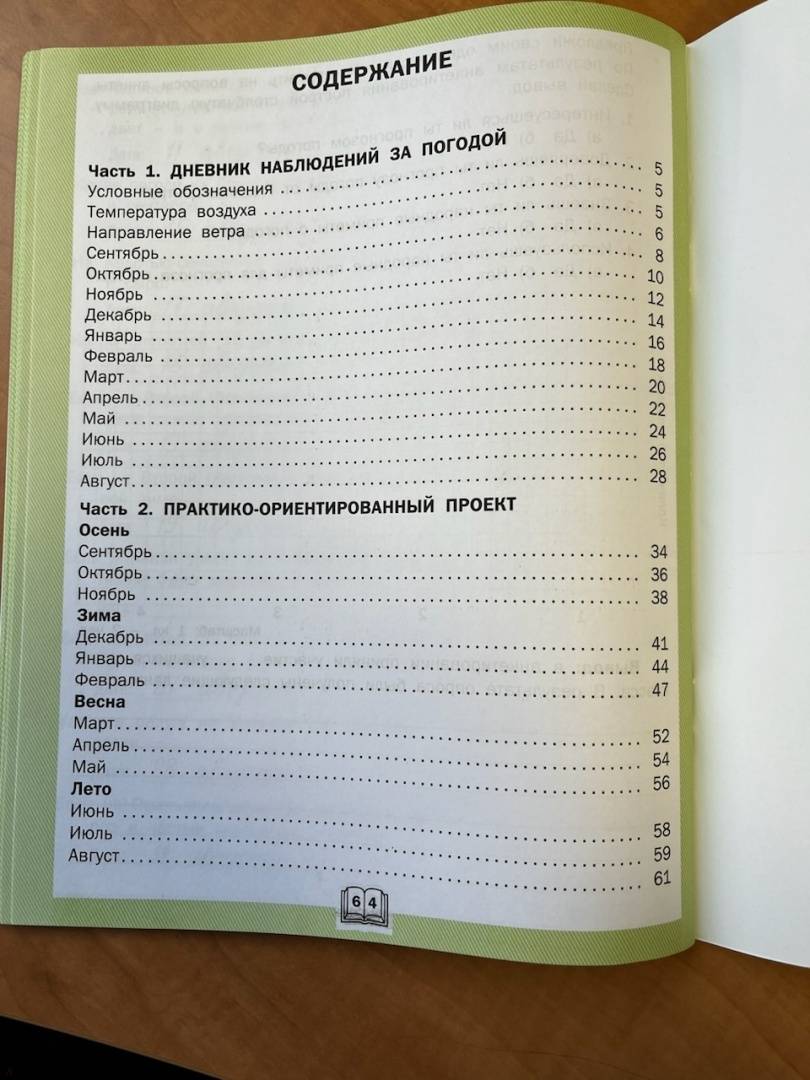 СОДЕРЖАНИЕ
Часть 1. ДНЕВНИК НАБЛЮДЕНИЙ ЗА ПОГОДОЙ
Условные обозначения 5
Температура воздуха 5
Направление ветра 5
Сентябрь 6
Октябрь 8
Ноябрь 10
Декабрь 12
Январь 14
Февраль 16
Март 18
Апрель 20
Май 22
Июнь 24
Июль 26
Август 28
Часть 2. ПРАКТИКО-ОРИЕНТИРОВАННЫЙ ПРОЕКТ
Осень
Сентябрь 34
Октябрь 36
Ноябрь 38
Зима
Декабрь 41
Январь 44
Февраль 47
Весна
Март 52
Апрель 54
Май 56
Лето
Июнь 58
Июль 59
Август 61
64